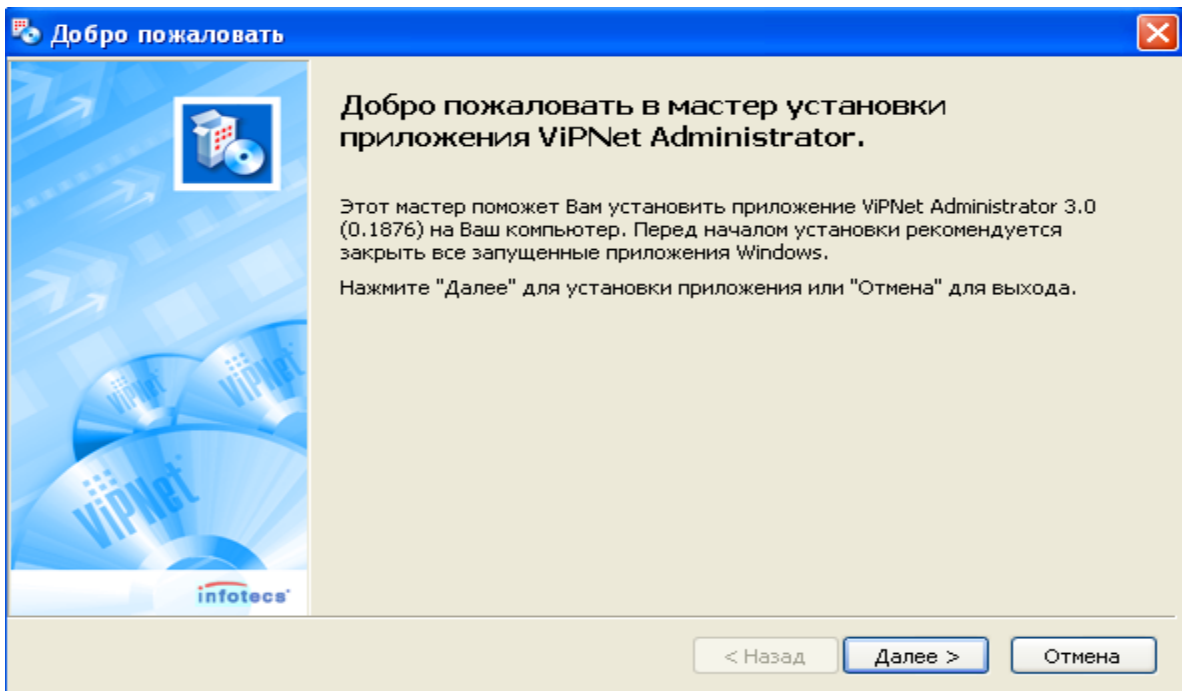 Добро пожаловать
Добро пожаловать в мастер установки
приложения ViPNet Administrator.
Этот мастер поможет Вам установить приложение ViPNet Administrator 3.0
(0.1876) на Ваш компьютер. Перед началом установки рекомендуется
закрыть все запущенные приложения Windows.
Нажмите "Далее" для установки приложения или "Отмена" для выхода.
ViPNet
ViPNet
ViPNet
infotecs
< Назад
Далее >
Отмена